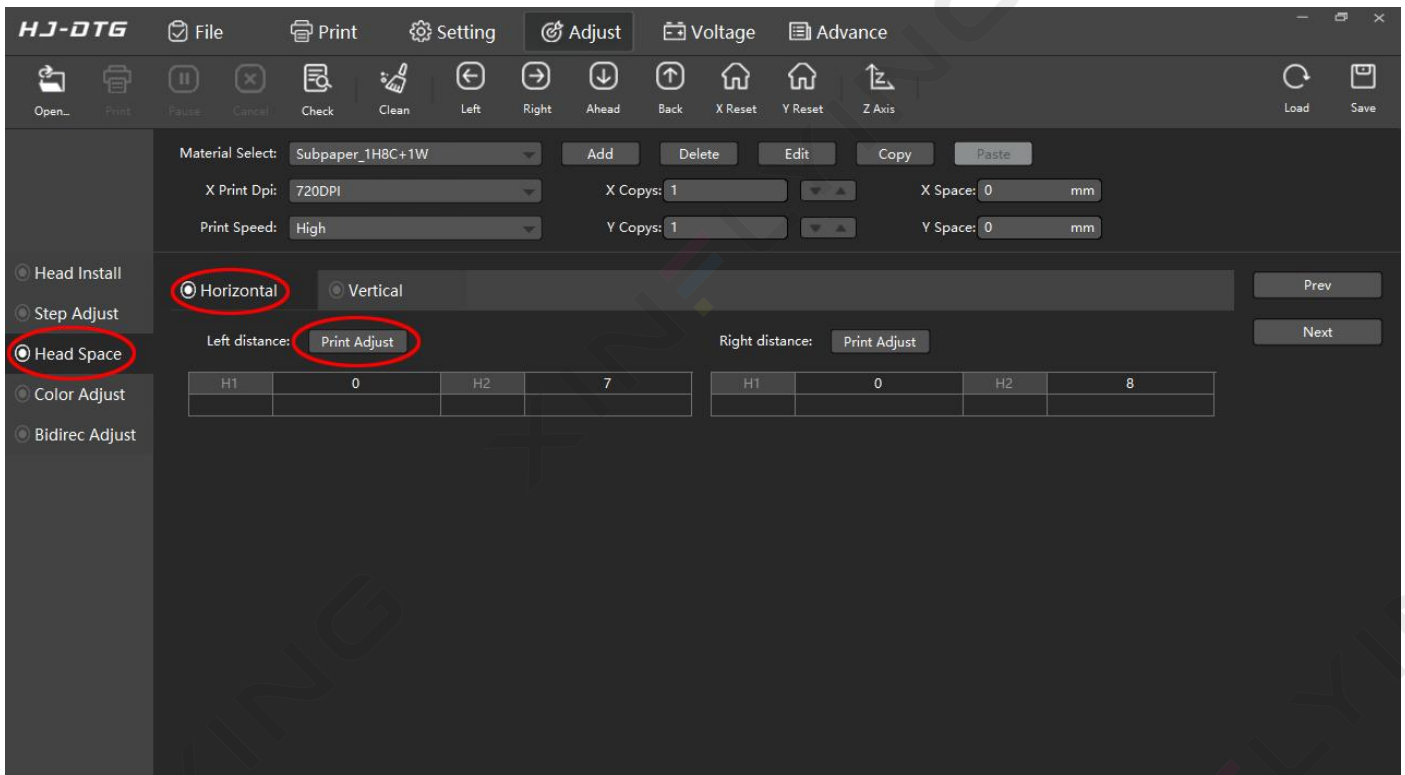 HJ-DTG File Print Setting Adjust Voltage Advance
Open... Print Pause Cancel Check Clean Left Right Ahead Back X Reset Y Reset Z Axis Load Save
Material Select: Subpaper_1H8C+1W Add Delete Edit Copy Paste
X Print Dpi: 720DPI X Copys: 1 X Space: 0 mm
Print Speed: High Y Copys: 1 Y Space: 0 mm
Head Install
Step Adjust
Head Space
Color Adjust
Bidirec Adjust
Horizontal Vertical Prev
Left distance: Print Adjust Right distance: Print Adjust Next
H1 0 H2 7 H1 0 H2 8
XINFLYING
XING
LYI